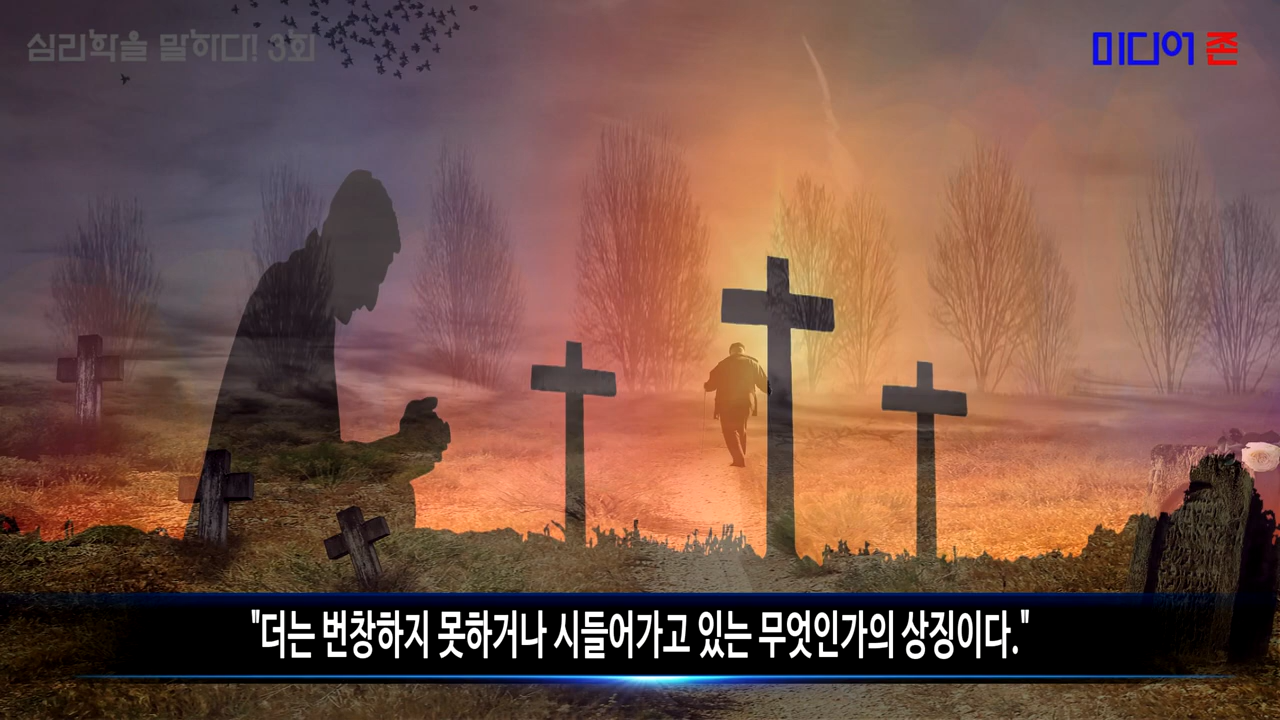 심리학을 말하다! 3회
미디어 존
"더는 번창하지 못하거나 시들어가고 있는 무엇인가의 상징이다."